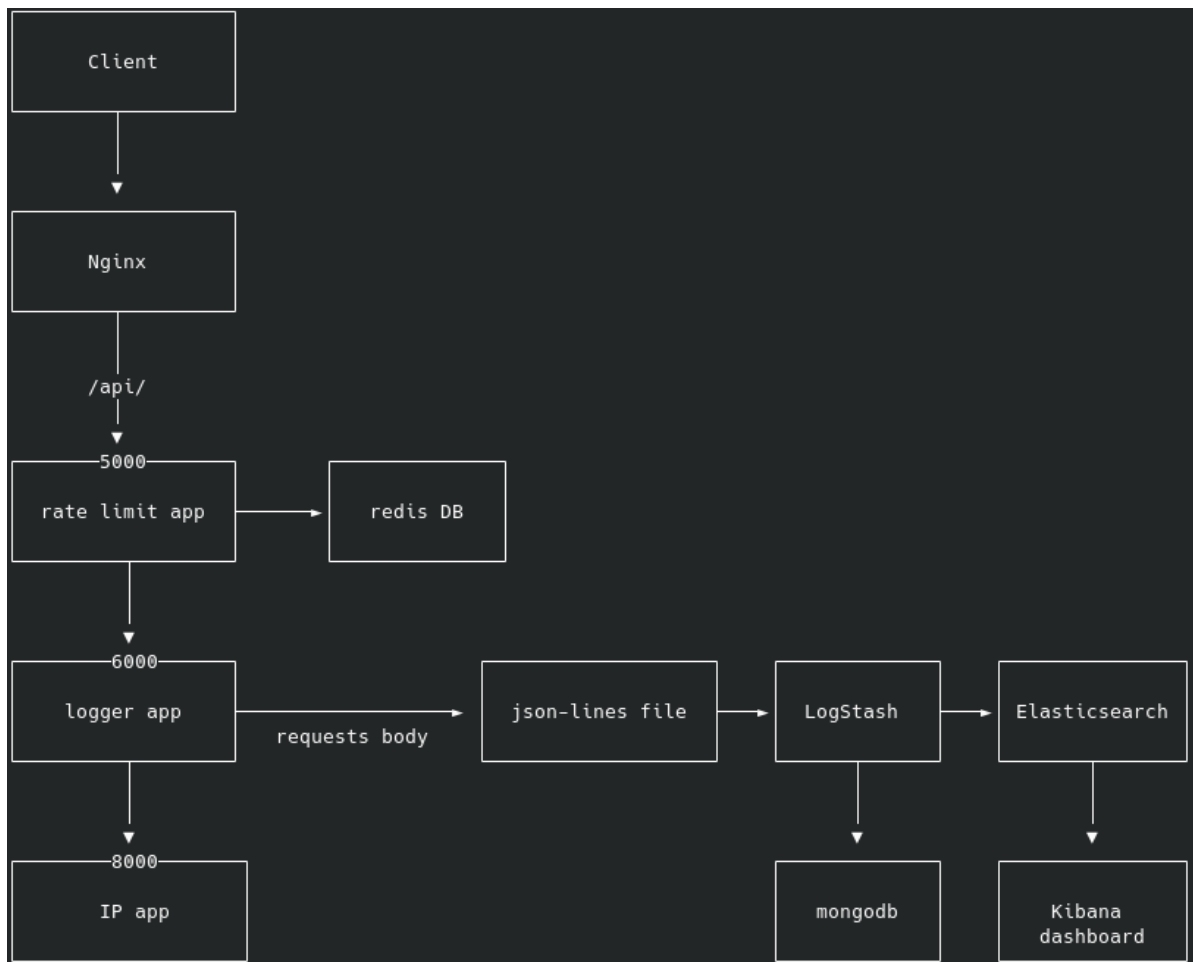 Client
Nginx
/api/
5000
rate limit app
redis DB
6000
logger app
requests body
json-lines file
LogStash
Elasticsearch
8000
IP app
mongodb
Kibana
dashboard